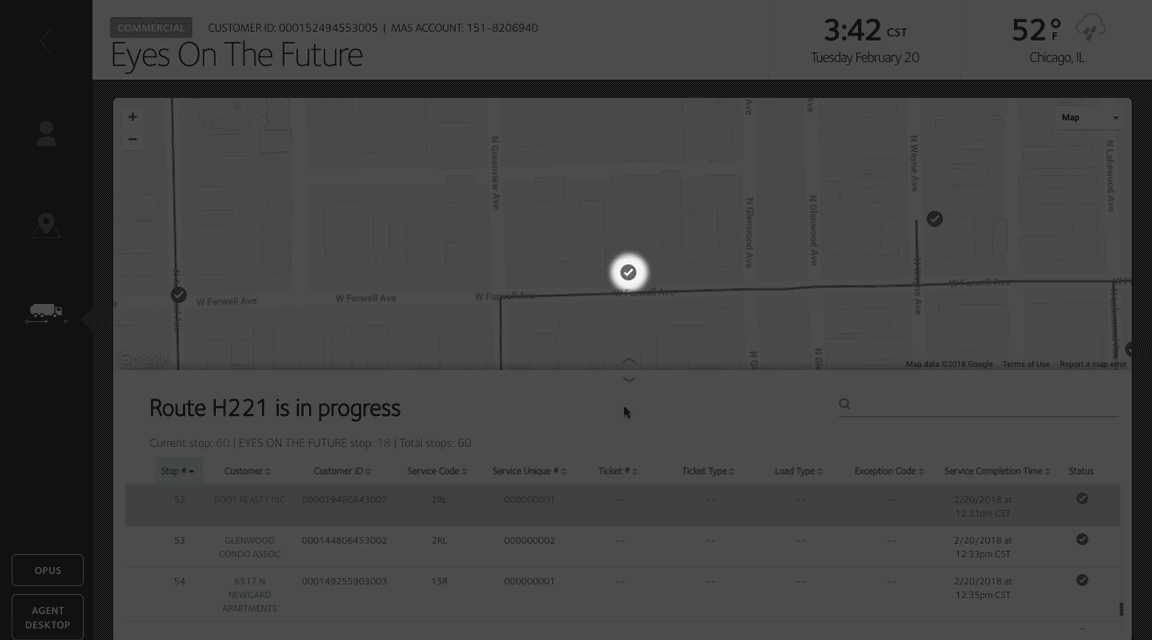 COMMERCIAL CUSTOMER ID: 000152494553005 | MAS ACCOUNT: 151-8206940
Eyes On The Future
3:42 CST
Tuesday February 20
52° F
Chicago, IL
+
−
Map
N Greenview Ave
Ave
Ave
N Wayne Ave
N Lakewood Ave
N Glenwood Ave
N Glenwood Ave
N Wayne Ave
W Farwell Ave
W Farwell Ave
W Farwell Ave
W Farwell Ave
W Farwell Ave
N Gl
N Gl
Google
Map data ©2018 Google Terms of Use Report a map error
Route H221 is in progress
Current stop: 60 | EYES ON THE FUTURE stop: 18 | Total stops: 60
Stop # Customer Customer ID Service Code Service Unique # Ticket # Ticket Type Load Type Exception Code Service Completion Time Status
52 ROOT REALTY INC 000019480843007 2RL 000000001 -- -- -- -- 2/20/2018 at
12:31pm CST
53 GLENWOOD 000144806453002 2RL 000000002 -- -- -- -- 2/20/2018 at
CONDO ASSOC 12:33pm CST
54 6517 N 000149255903003 1SR 000000001 -- -- -- -- 2/20/2018 at
NEWGARD 12:35pm CST
APARTMENTS
OPUS
AGENT
DESKTOP